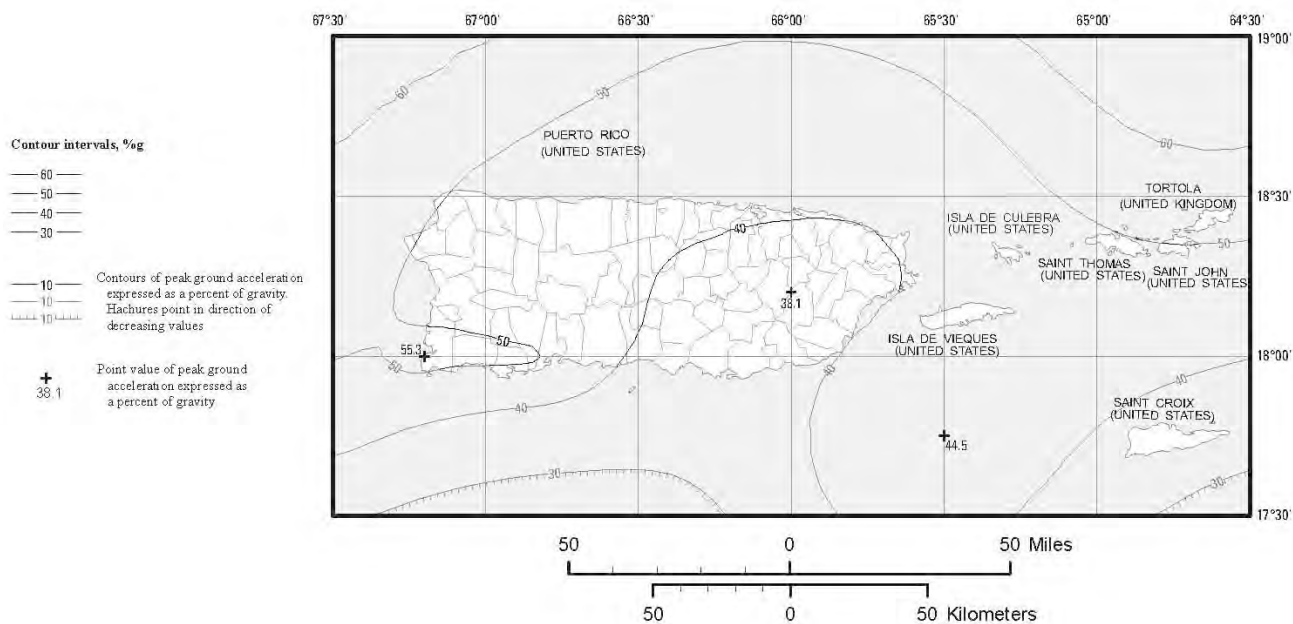 67°30'
67°00'
66°30'
66°00'
65°30'
65°00'
64°30'
19°00'
18°30'
18°00'
17°30'
Contour intervals, %g
60
50
40
30
10
10
10
Contours of peak ground acceleration
expressed as a percent of gravity.
Hachures point in direction of
decreasing values
38.1
Point value of peak ground
acceleration expressed as
a percent of gravity
60
50
60
PUERTO RICO
(UNITED STATES)
TORTOLA
(UNITED KINGDOM)
ISLA DE CULEBRA
(UNITED STATES)
40
50
SAINT THOMAS
(UNITED STATES)
SAINT JOHN
(UNITED STATES
38.1
ISLA DE VIEQUES
(UNITED STATES)
50
55.3
50
40
40
40
SAINT CROIX
(UNITED STATES)
44.5
30
30
50
0
50 Miles
50
0
50 Kilometers